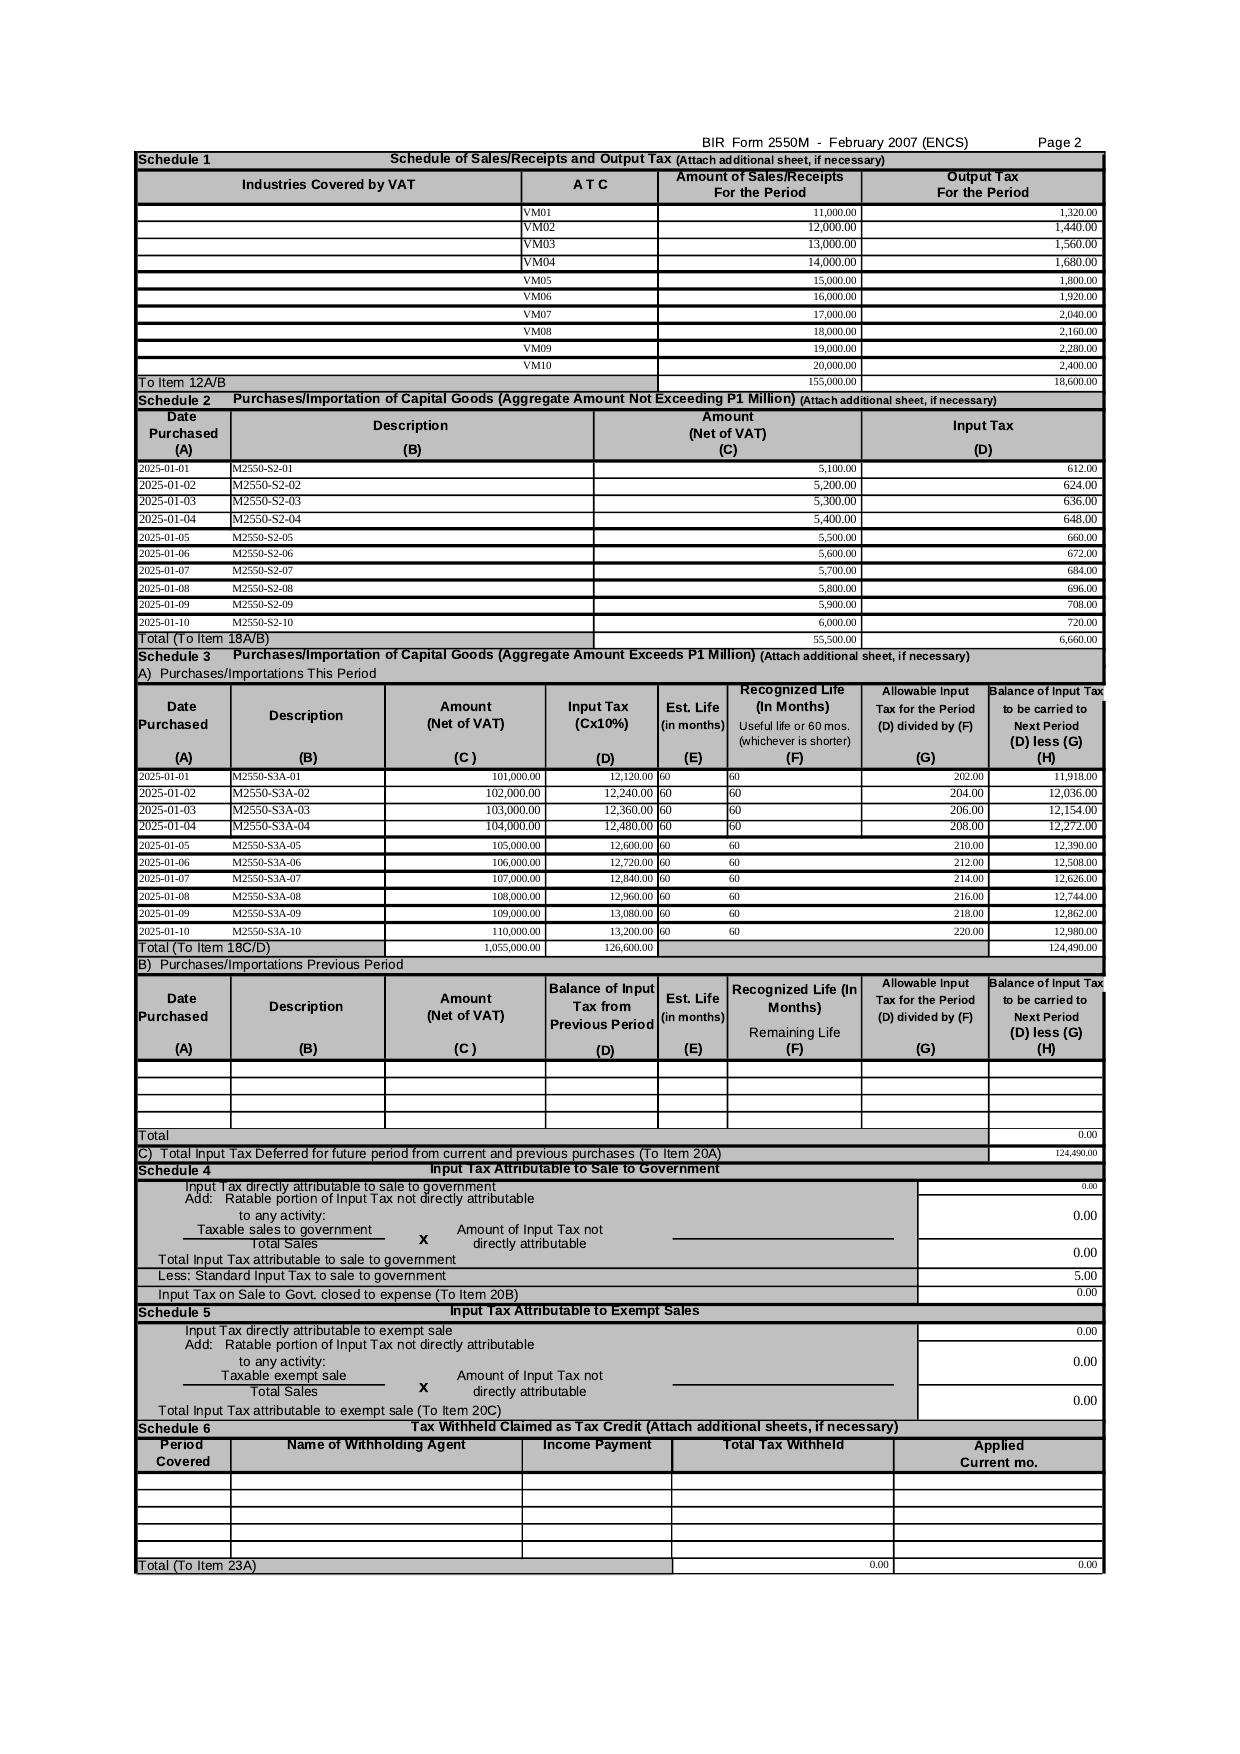 BIR Form 2550M - February 2007 (ENCS) Page 2
Schedule 1 Schedule of Sales/Receipts and Output Tax (Attach additional sheet, if necessary)
Industries Covered by VAT A T C Amount of Sales/Receipts For the Period Output Tax For the Period
VM01 11,000.00 1,320.00
VM02 12,000.00 1,440.00
VM03 13,000.00 1,560.00
VM04 14,000.00 1,680.00
VM05 15,000.00 1,800.00
VM06 16,000.00 1,920.00
VM07 17,000.00 2,040.00
VM08 18,000.00 2,160.00
VM09 19,000.00 2,280.00
VM10 20,000.00 2,400.00
To Item 12A/B 155,000.00 18,600.00
Schedule 2 Purchases/Importation of Capital Goods (Aggregate Amount Not Exceeding P1 Million) (Attach additional sheet, if necessary)
Date Purchased (A) Description (B) Amount (Net of VAT) (C) Input Tax (D)
2025-01-01 M2550-S2-01 5,100.00 612.00
2025-01-02 M2550-S2-02 5,200.00 624.00
2025-01-03 M2550-S2-03 5,300.00 636.00
2025-01-04 M2550-S2-04 5,400.00 648.00
2025-01-05 M2550-S2-05 5,500.00 660.00
2025-01-06 M2550-S2-06 5,600.00 672.00
2025-01-07 M2550-S2-07 5,700.00 684.00
2025-01-08 M2550-S2-08 5,800.00 696.00
2025-01-09 M2550-S2-09 5,900.00 708.00
2025-01-10 M2550-S2-10 6,000.00 720.00
Total (To Item 18A/B) 55,500.00 6,660.00
Schedule 3 Purchases/Importation of Capital Goods (Aggregate Amount Exceeds P1 Million) (Attach additional sheet, if necessary)
A) Purchases/Importations This Period
Date Purchased (A) Description (B) Amount (Net of VAT) (C ) Input Tax (Cx10%) (D) Est. Life (in months) (E) Recognized Life (In Months) Useful life or 60 mos. (whichever is shorter) (F) Allowable Input Tax for the Period (D) divided by (F) (G) Balance of Input Tax to be carried to Next Period (D) less (G) (H)
2025-01-01 M2550-S3A-01 101,000.00 12,120.00 60 60 202.00 11,918.00
2025-01-02 M2550-S3A-02 102,000.00 12,240.00 60 60 204.00 12,036.00
2025-01-03 M2550-S3A-03 103,000.00 12,360.00 60 60 206.00 12,154.00
2025-01-04 M2550-S3A-04 104,000.00 12,480.00 60 60 208.00 12,272.00
2025-01-05 M2550-S3A-05 105,000.00 12,600.00 60 60 210.00 12,390.00
2025-01-06 M2550-S3A-06 106,000.00 12,720.00 60 60 212.00 12,508.00
2025-01-07 M2550-S3A-07 107,000.00 12,840.00 60 60 214.00 12,626.00
2025-01-08 M2550-S3A-08 108,000.00 12,960.00 60 60 216.00 12,744.00
2025-01-09 M2550-S3A-09 109,000.00 13,080.00 60 60 218.00 12,862.00
2025-01-10 M2550-S3A-10 110,000.00 13,200.00 60 60 220.00 12,980.00
Total (To Item 18C/D) 1,055,000.00 126,600.00 124,490.00
B) Purchases/Importations Previous Period
Date Purchased (A) Description (B) Amount (Net of VAT) (C ) Balance of Input Tax from Previous Period (D) Est. Life (in months) (E) Recognized Life (In Months) Remaining Life (F) Allowable Input Tax for the Period (D) divided by (F) (G) Balance of Input Tax to be carried to Next Period (D) less (G) (H)
Total 0.00
C) Total Input Tax Deferred for future period from current and previous purchases (To Item 20A) 124,490.00
Schedule 4 Input Tax Attributable to Sale to Government
Input Tax directly attributable to sale to government 0.00
Add: Ratable portion of Input Tax not directly attributable
to any activity: 0.00
Taxable sales to government x Amount of Input Tax not
Total Sales directly attributable
Total Input Tax attributable to sale to government 0.00
Less: Standard Input Tax to sale to government 5.00
Input Tax on Sale to Govt. closed to expense (To Item 20B) 0.00
Schedule 5 Input Tax Attributable to Exempt Sales
Input Tax directly attributable to exempt sale 0.00
Add: Ratable portion of Input Tax not directly attributable
to any activity: 0.00
Taxable exempt sale x Amount of Input Tax not
Total Sales directly attributable
Total Input Tax attributable to exempt sale (To Item 20C) 0.00
Schedule 6 Tax Withheld Claimed as Tax Credit (Attach additional sheets, if necessary)
Period Covered Name of Withholding Agent Income Payment Total Tax Withheld Applied Current mo.
Total (To Item 23A) 0.00 0.00